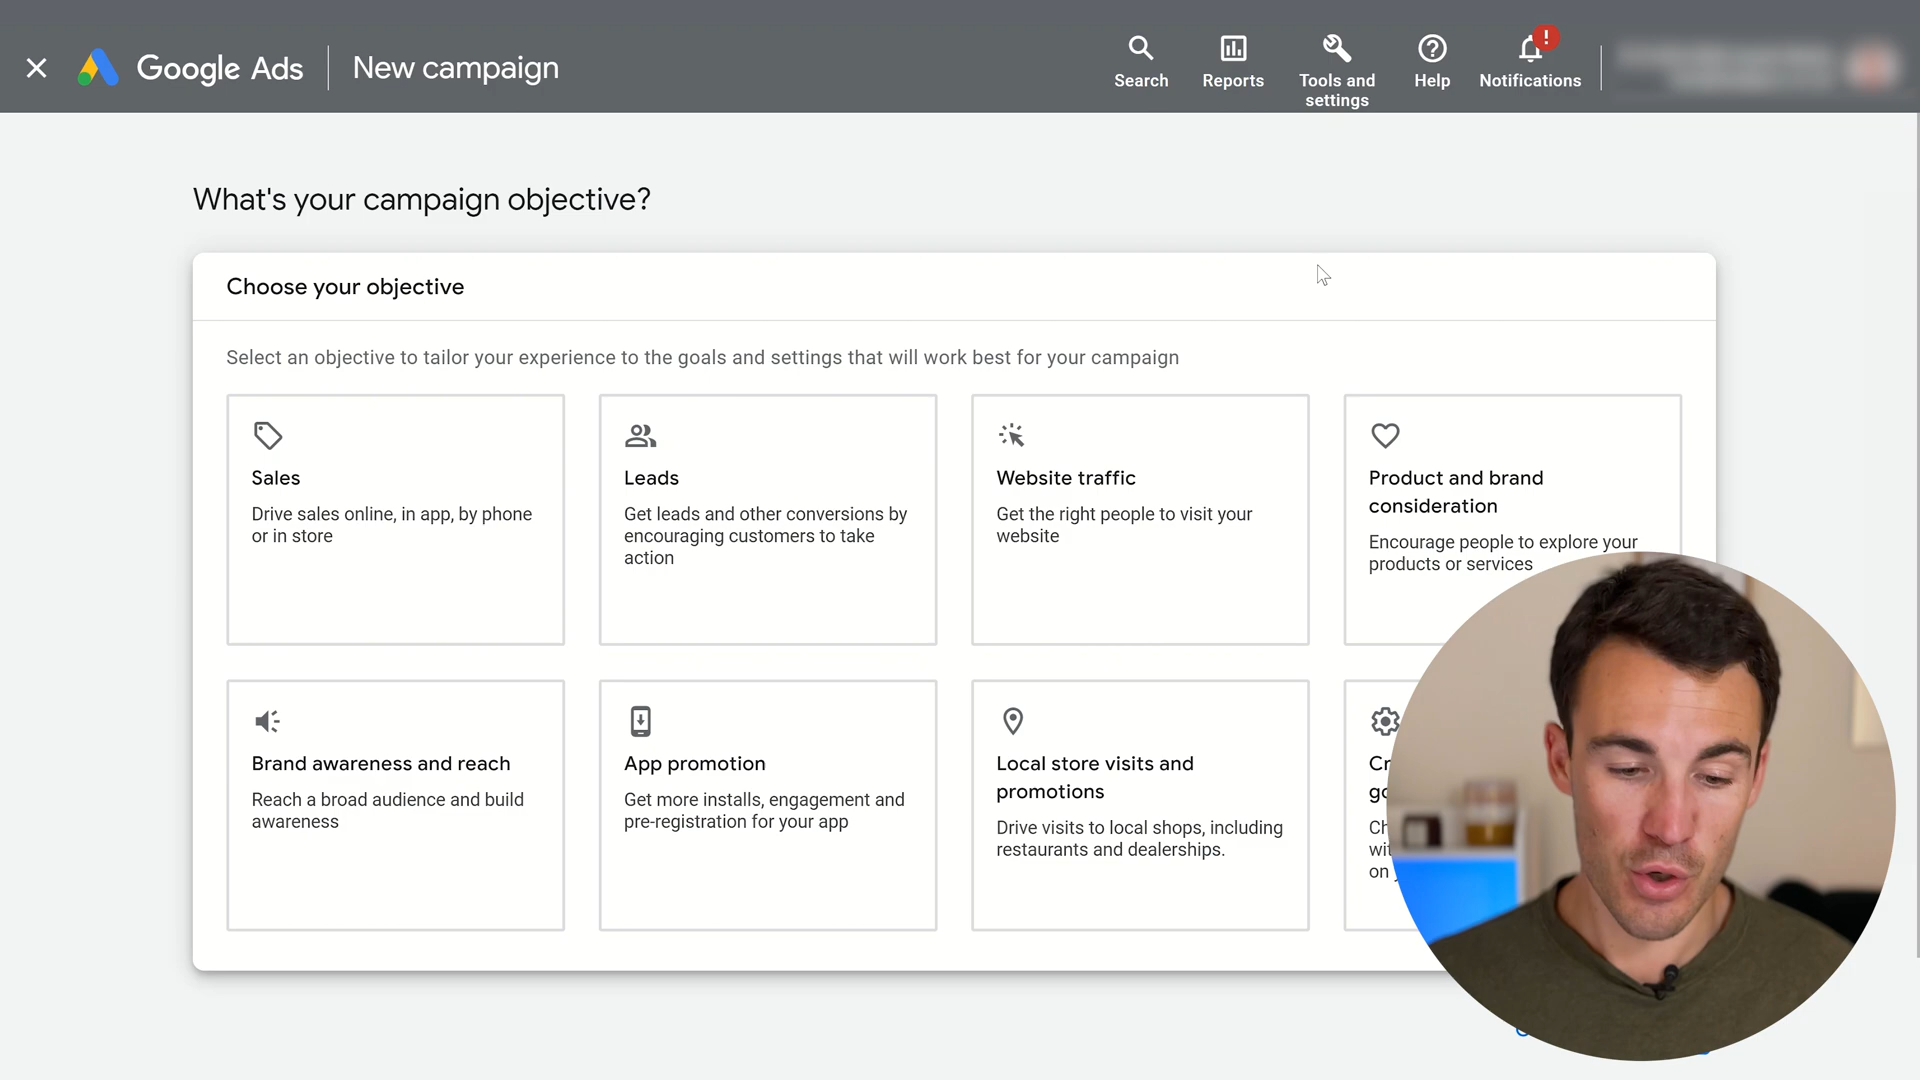 Google Ads
New campaign
Search
Reports
Tools and
settings
Help
!
Notifications
What's your campaign objective?
Choose your objective
Select an objective to tailor your experience to the goals and settings that will work best for your campaign
Sales
Drive sales online, in app, by phone
or in store
Leads
Get leads and other conversions by
encouraging customers to take
action
Website traffic
Get the right people to visit your
website
Product and brand
consideration
Encourage people to explore your
products or services
Brand awareness and reach
Reach a broad audience and build
awareness
App promotion
Get more installs, engagement and
pre-registration for your app
Local store visits and
promotions
Drive visits to local shops, including
restaurants and dealerships.
on